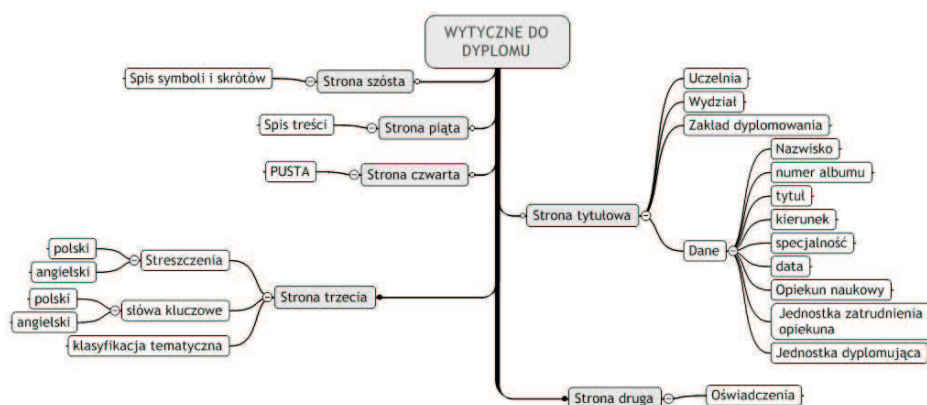 WYTYCZNE DO
DYPLOMU
Strona tytułowa
Uczelnia
Wydział
Zakład dyplomowania
Dane
Nazwisko
numer albumu
tytuł
kierunek
specjalność
data
Opiekun naukowy
Jednostka zatrudnienia
opiekuna
Jednostka dyplomująca
Strona druga
Oświadczenia
Strona trzecia
Streszczenia
polski
angielski
słówa kluczowe
polski
angielski
klasyfikacja tematyczna
Strona czwarta
PUSTA
Strona piąta
Spis treści
Strona szósta
Spis symboli i skrótów